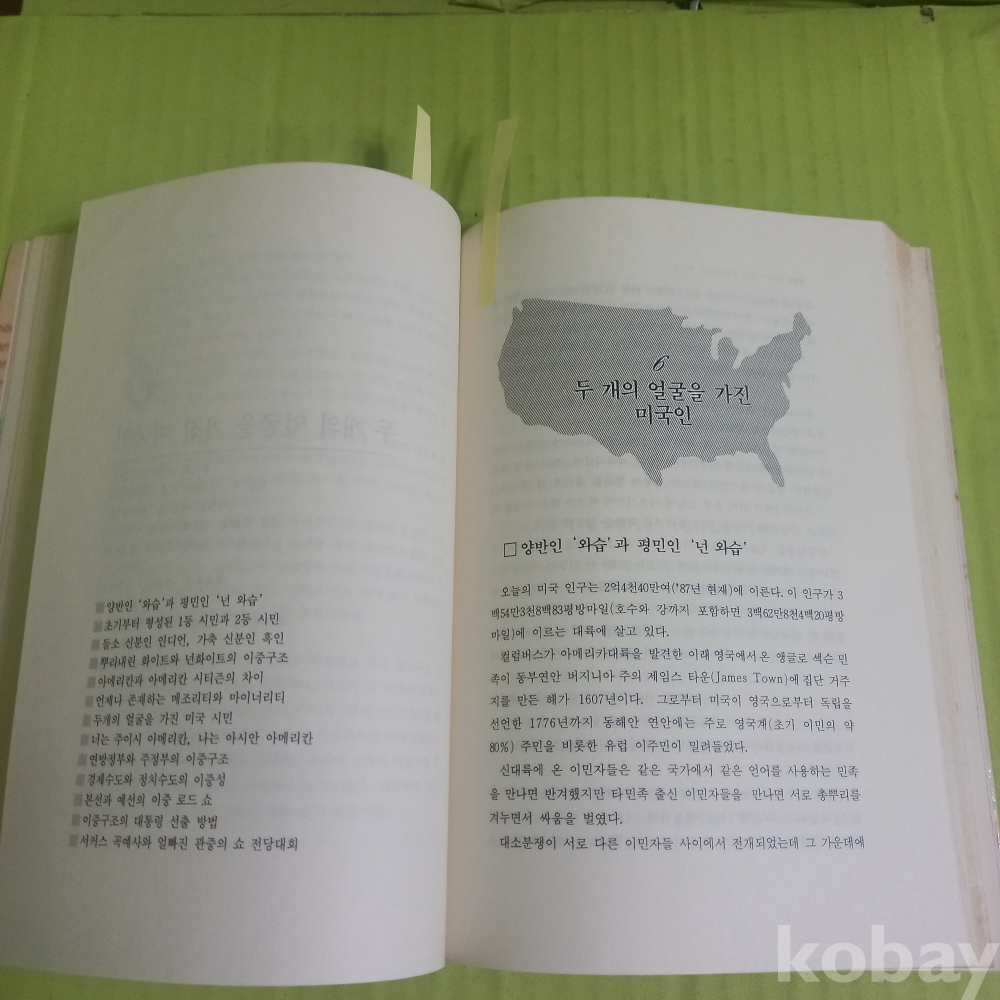 ■양반인 ‘와습’과 평민인 ‘넌 와습’
■초기부터 형성된 1등 시민과 2등 시민
■들소 신분인 인디언, 가축 신분인 흑인
■뿌리내린 화이트와 넌화이트의 이중구조
■아메리칸과 아메리칸 시티즌의 차이
■언제나 존재하는 메조리티와 마이너리티
■두개의 얼굴을 가진 미국 시민
■너는 주이시 아메리칸, 나는 아시안 아메리칸
■연방정부와 주정부의 이중구조
■경제수도와 정치수도의 이중성
■본선과 예선의 이중 로드 쇼
■이중구조의 대통령 선출 방법
■서커스 곡예사와 얼빠진 관중의 쇼 전당대회
6
두 개의 얼굴을 가진
미국인
□ 양반인 ‘와습’과 평민인 ‘넌 와습’
오늘의 미국 인구는 2억4천40만여('87년 현재)에 이른다. 이 인구가 3
백54만3천8백83평방마일(호수와 강까지 포함하면 3백62만8천4백20평방
마일)에 이르는 대륙에 살고 있다.
컬럼버스가 아메리카대륙을 발견한 이래 영국에서 온 앵글로 섹슨 민
족이 동부연안 버지니아 주의 제임스 타운(James Town)에 집단 거주
지를 만든 해가 1607년이다. 그로부터 미국이 영국으로부터 독립을
선언한 1776년까지 동해안 연안에는 주로 영국계(초기 이민의 약
80%) 주민을 비롯한 유럽 이주민이 밀려들었다.
신대륙에 온 이민자들은 같은 국가에서 같은 언어를 사용하는 민족
을 만나면 반겨했지만 타민족 출신 이민자들을 만나면 서로 총뿌리를
겨누면서 싸움을 벌였다.
대소분쟁이 서로 다른 이민자들 사이에서 전개되었는데 그 가운데에
kobay